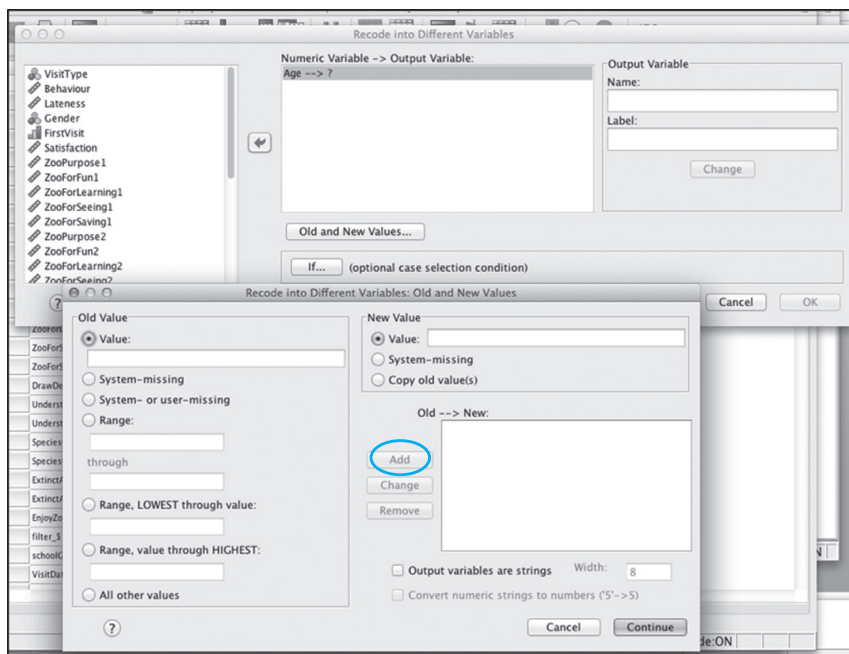 Recode into Different Variables
VisitType
Behaviour
Lateness
Gender
FirstVisit
Satisfaction
ZooPurpose1
ZooForFun1
ZooForLearning1
ZooForSeeing1
ZooForSaving1
ZooPurpose2
ZooForFun2
ZooForLearning2
ZooForSeeing2
Numeric Variable -> Output Variable:
Age --> ?
Output Variable
Name:
Label:
Change
Old and New Values...
If... (optional case selection condition)
?
Cancel OK
Recode into Different Variables: Old and New Values
Old Value
Value:
System-missing
System- or user-missing
Range:
through
Range, LOWEST through value:
Range, value through HIGHEST:
All other values
New Value
Value:
System-missing
Copy old value(s)
Old --> New:
Add
Change
Remove
Output variables are strings Width: 8
Convert numeric strings to numbers ('5'->5)
?
Cancel Continue
ZooForS
ZooForS
DrawDe
Underst
Underst
Species
Species
ExtinctA
ExtinctA
EnjoyZo
filter_$
schoolG
VisitDat
de:ON